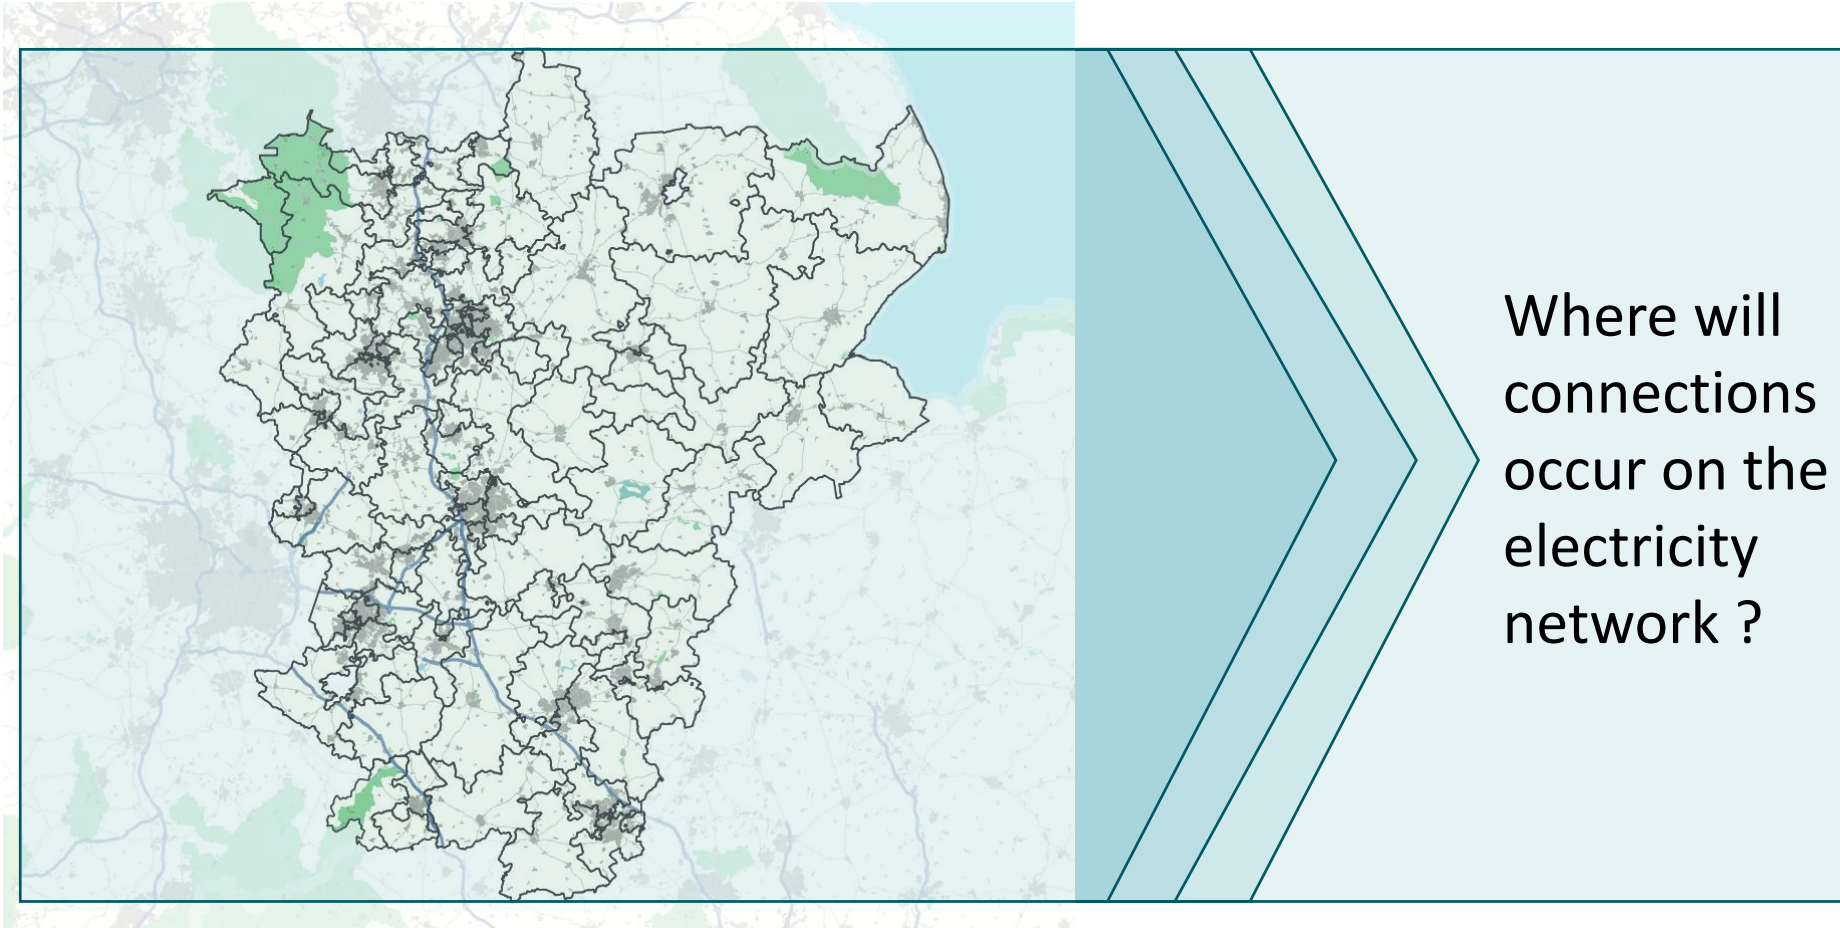 Where will
connections
occur on the
electricity
network ?